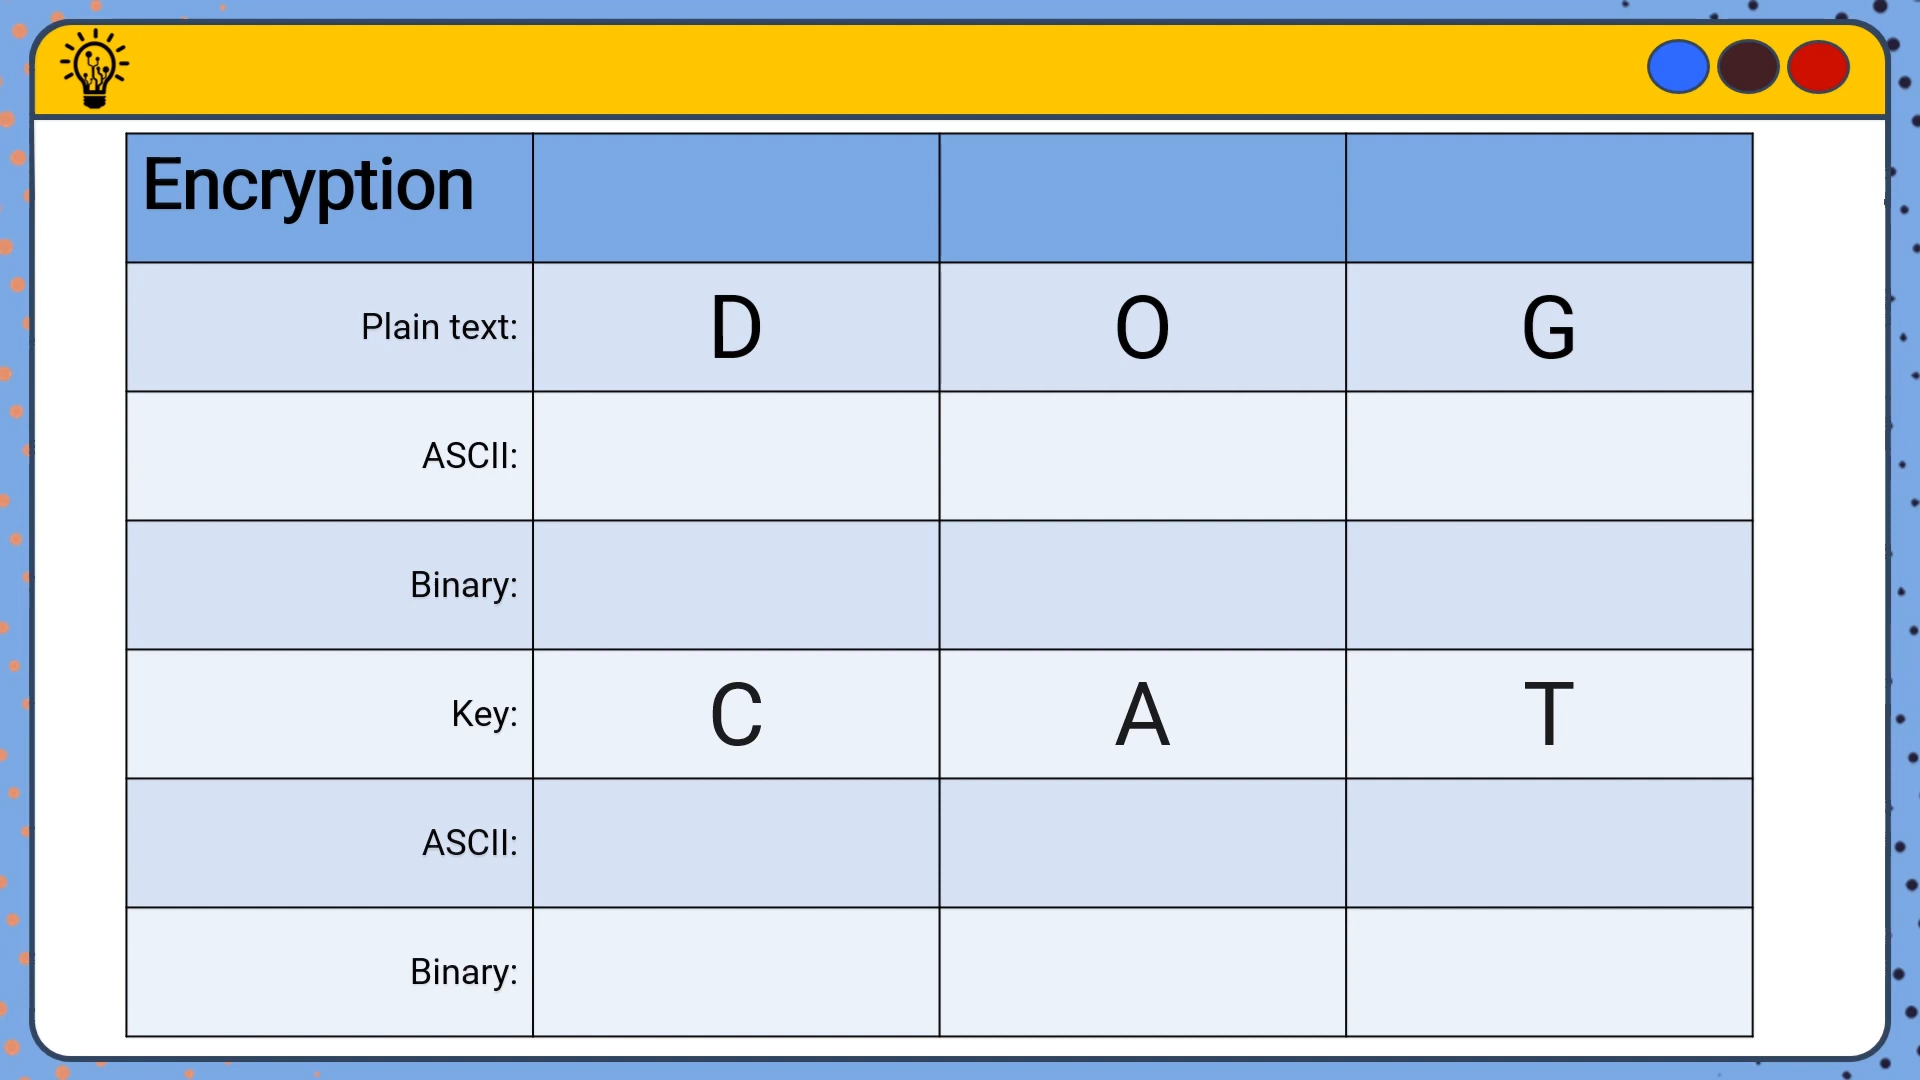 Encryption
Plain text: D O G
ASCII:
Binary:
Key: C A T
ASCII:
Binary: